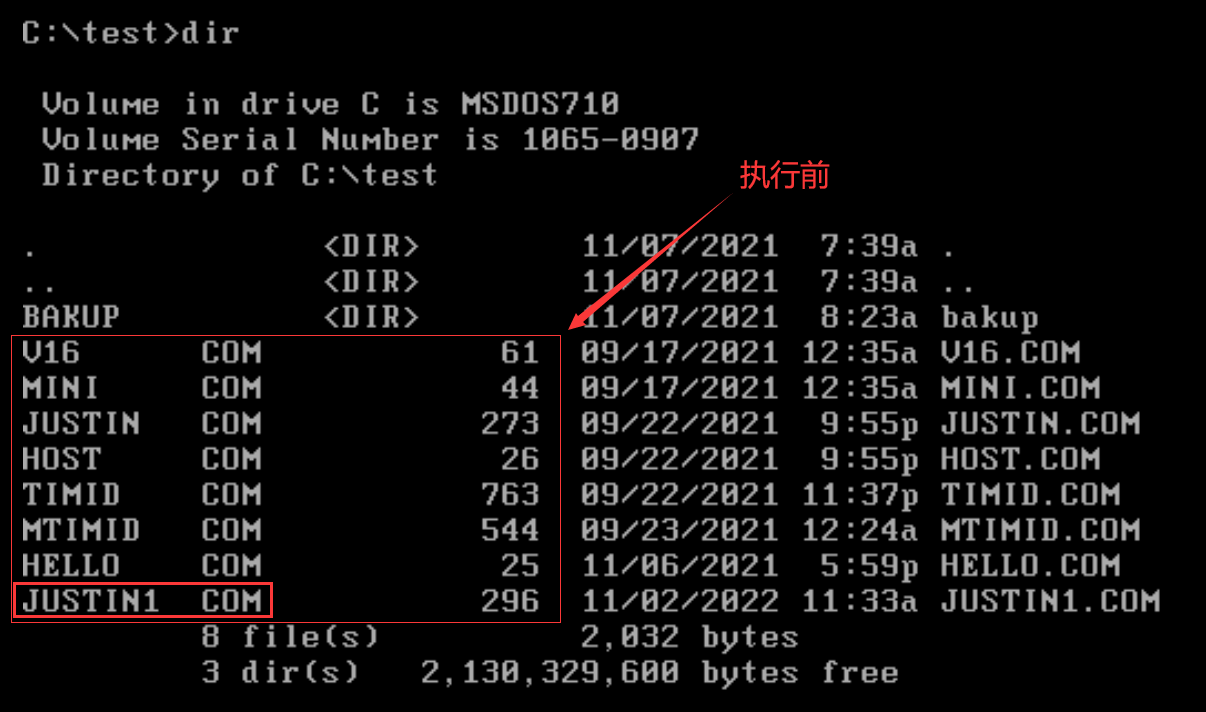 C:\test>dir
Volume in drive C is MSDOS710
Volume Serial Number is 1065-0907
Directory of C:\test
执行前
. <DIR> 11/07/2021 7:39a .
.. <DIR> 11/07/2021 7:39a ..
BAKUP <DIR> 11/07/2021 8:23a bakup
V16 COM 61 09/17/2021 12:35a V16.COM
MINI COM 44 09/17/2021 12:35a MINI.COM
JUSTIN COM 273 09/22/2021 9:55p JUSTIN.COM
HOST COM 26 09/22/2021 9:55p HOST.COM
TIMID COM 763 09/22/2021 11:37p TIMID.COM
MTIMID COM 544 09/23/2021 12:24a MTIMID.COM
HELLO COM 25 11/06/2021 5:59p HELLO.COM
JUSTIN1 COM 296 11/02/2022 11:33a JUSTIN1.COM
8 file(s) 2,032 bytes
3 dir(s) 2,130,329,600 bytes free